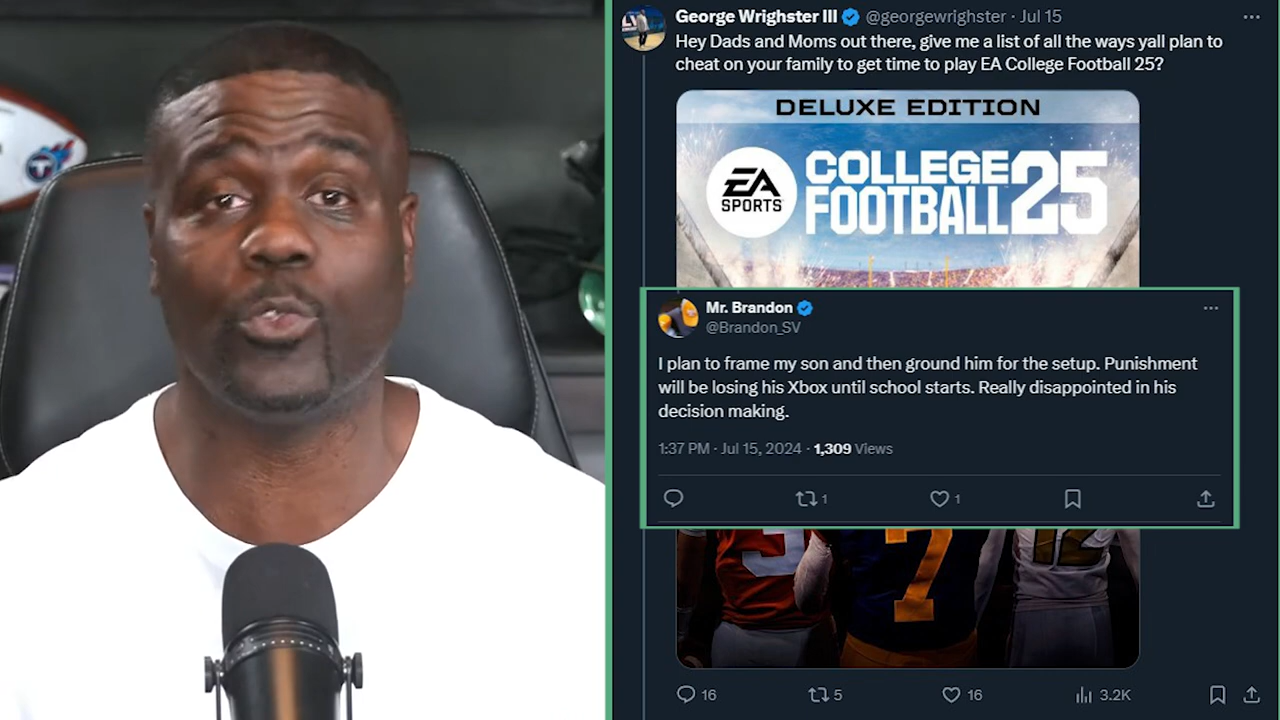 George Wrighster III @georgewrighster · Jul 15
Hey Dads and Moms out there, give me a list of all the ways yall plan to
cheat on your family to get time to play EA College Football 25?
DELUXE EDITION
EA
SPORTS
COLLEGE
FOOTBALL 25
Mr. Brandon
@Brandon_SV
I plan to frame my son and then ground him for the setup. Punishment
will be losing his Xbox until school starts. Really disappointed in his
decision making.
1:37 PM · Jul 15, 2024 · 1,309 Views
1 1
7 12
16 5 16 3.2K